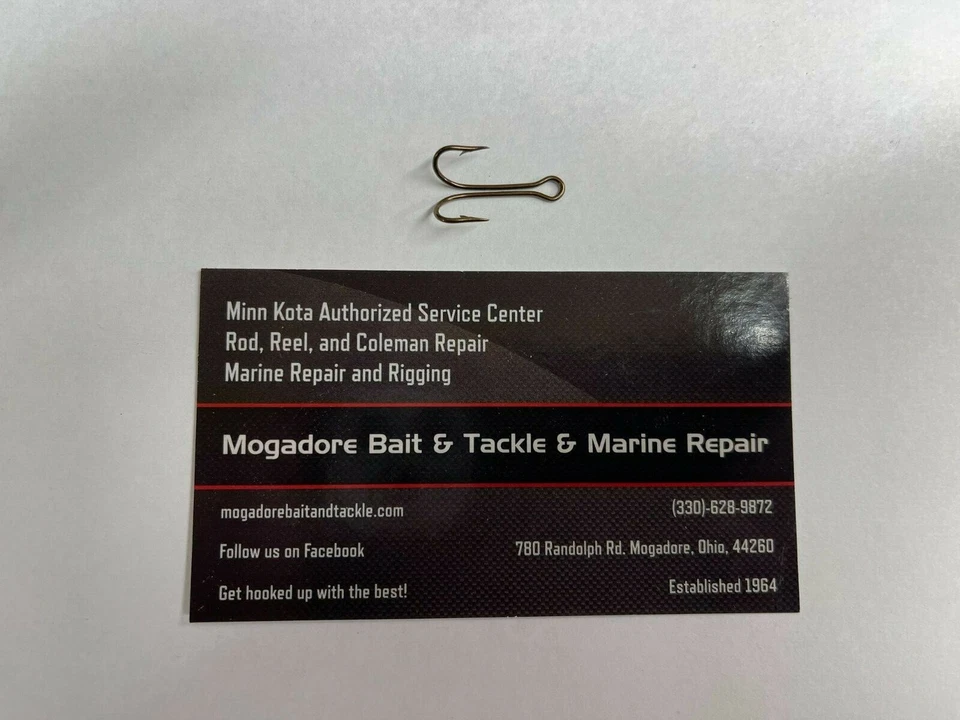 Minn Kota Authorized Service Center
Rod, Reel, and Coleman Repair
Marine Repair and Rigging
Mogadore Bait & Tackle & Marine Repair
mogadorebaitandtackle.com
(330)-628-9872
Follow us on Facebook
780 Randolph Rd. Mogadore, Ohio, 44260
Get hooked up with the best!
Established 1964